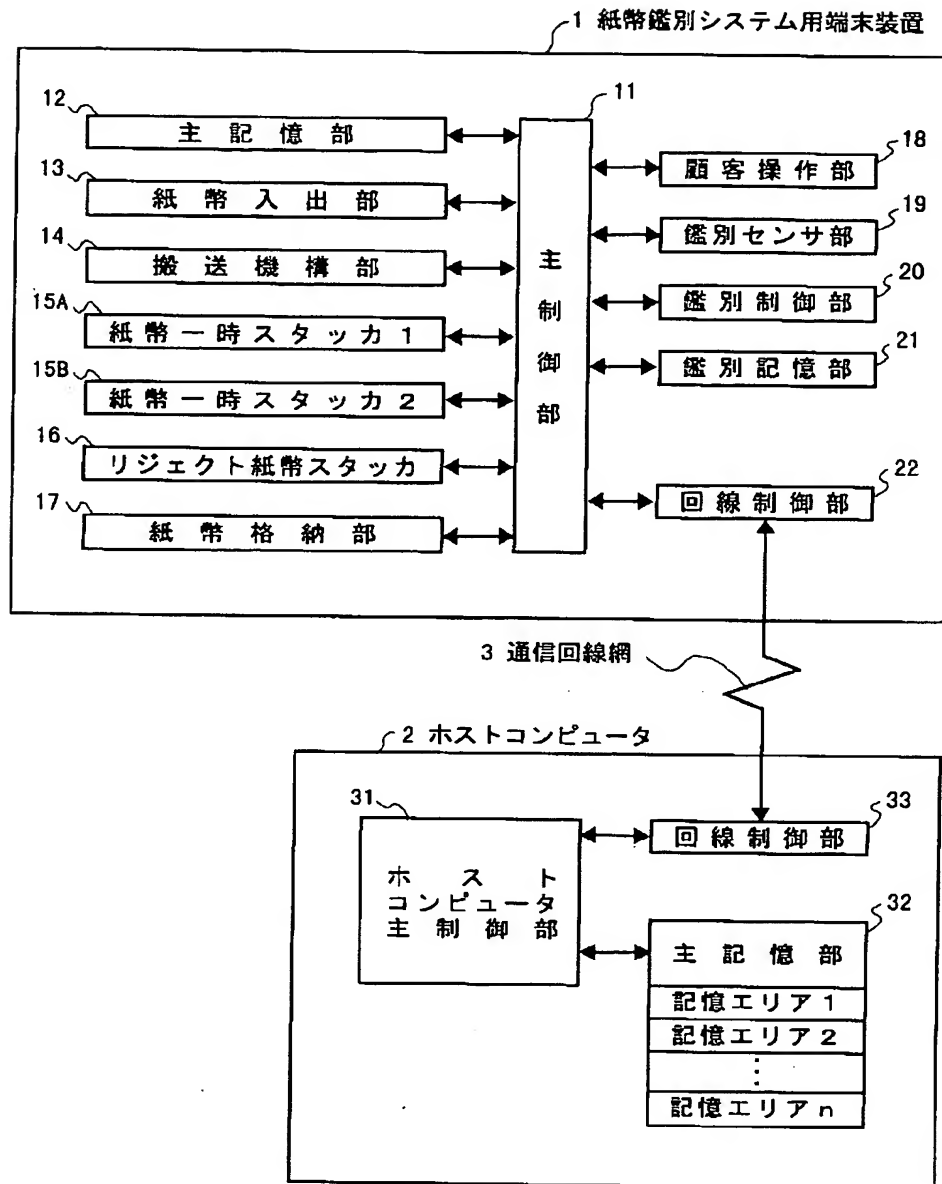 1 紙幣鑑別システム用端末装置
12
主記憶部
13
紙幣入出部
14
搬送機構部
15A
紙幣一時スタッカ1
15B
紙幣一時スタッカ2
16
リジェクト紙幣スタッカ
17
紙幣格納部
11
主制御部
18
顧客操作部
19
鑑別センサ部
20
鑑別制御部
21
鑑別記憶部
22
回線制御部
3 通信回線網
2 ホストコンピュータ
31
ホスト
コンピュータ
主制御部
33
回線制御部
32
主記憶部
記憶エリア1
記憶エリア2
⋮
記憶エリアn